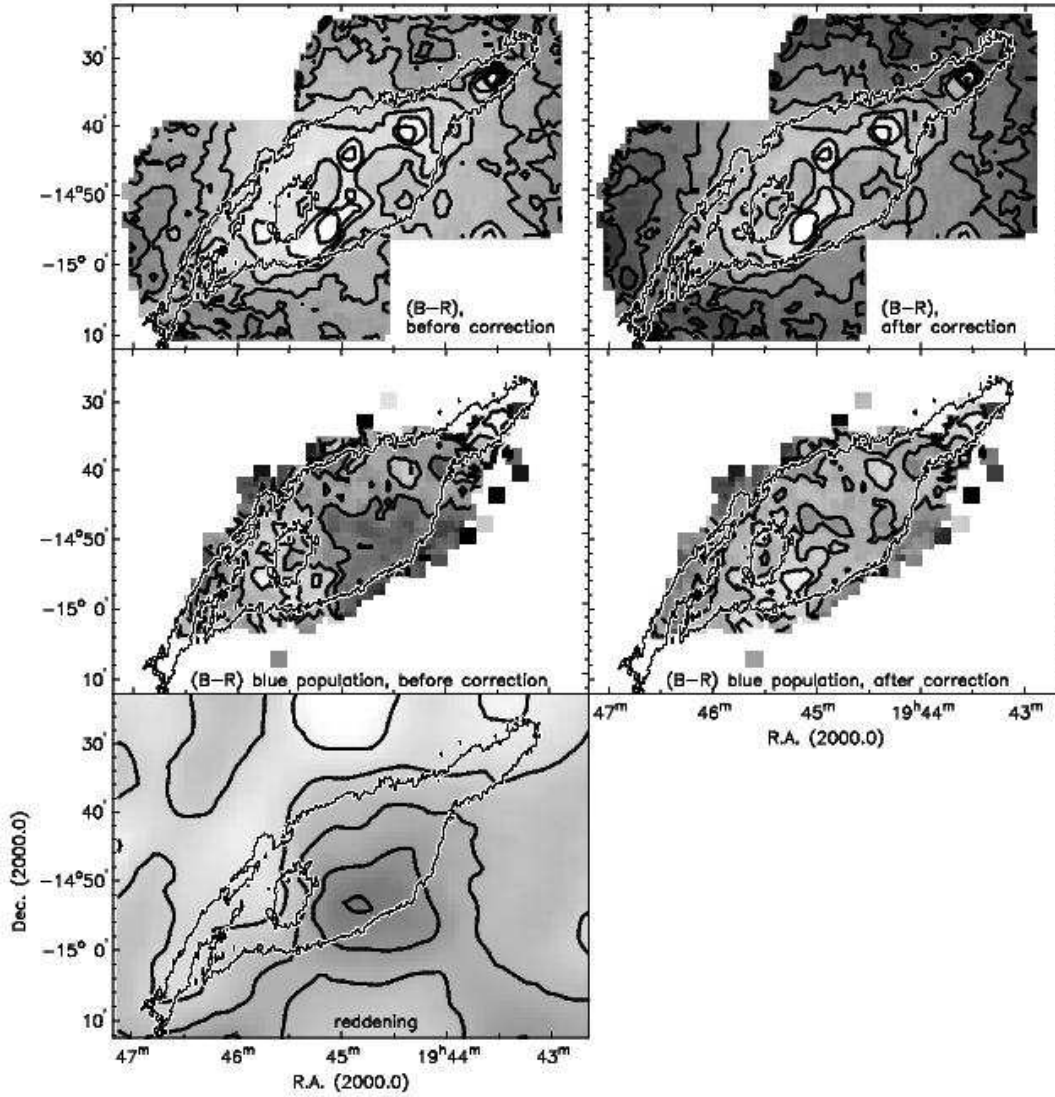 30'
40'
−14°50'
−15° 0'
10'
(B−R),
before correction
(B−R),
after correction
30'
40'
−14°50'
−15° 0'
10'
(B−R) blue population, before correction
(B−R) blue population, after correction
47ᵐ 46ᵐ 45ᵐ 19ʰ44ᵐ 43ᵐ
R.A. (2000.0)
30'
40'
−14°50'
−15° 0'
10'
Dec. (2000.0)
reddening
47ᵐ 46ᵐ 45ᵐ 19ʰ44ᵐ 43ᵐ
R.A. (2000.0)